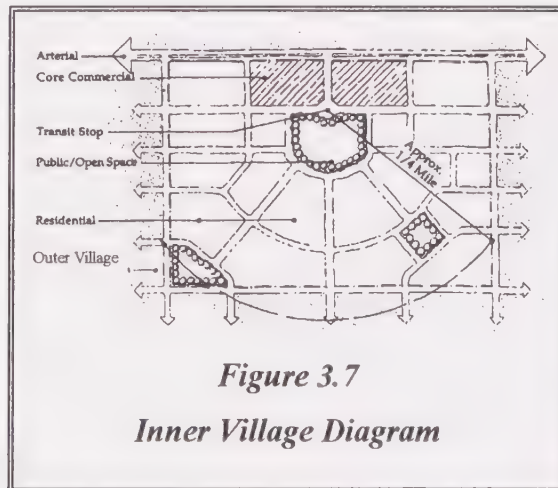 Arterial
Core Commercial
Transit Stop
Public/Open Space
Approx.
1/4 Mile
Residential
Outer Village
Figure 3.7
Inner Village Diagram